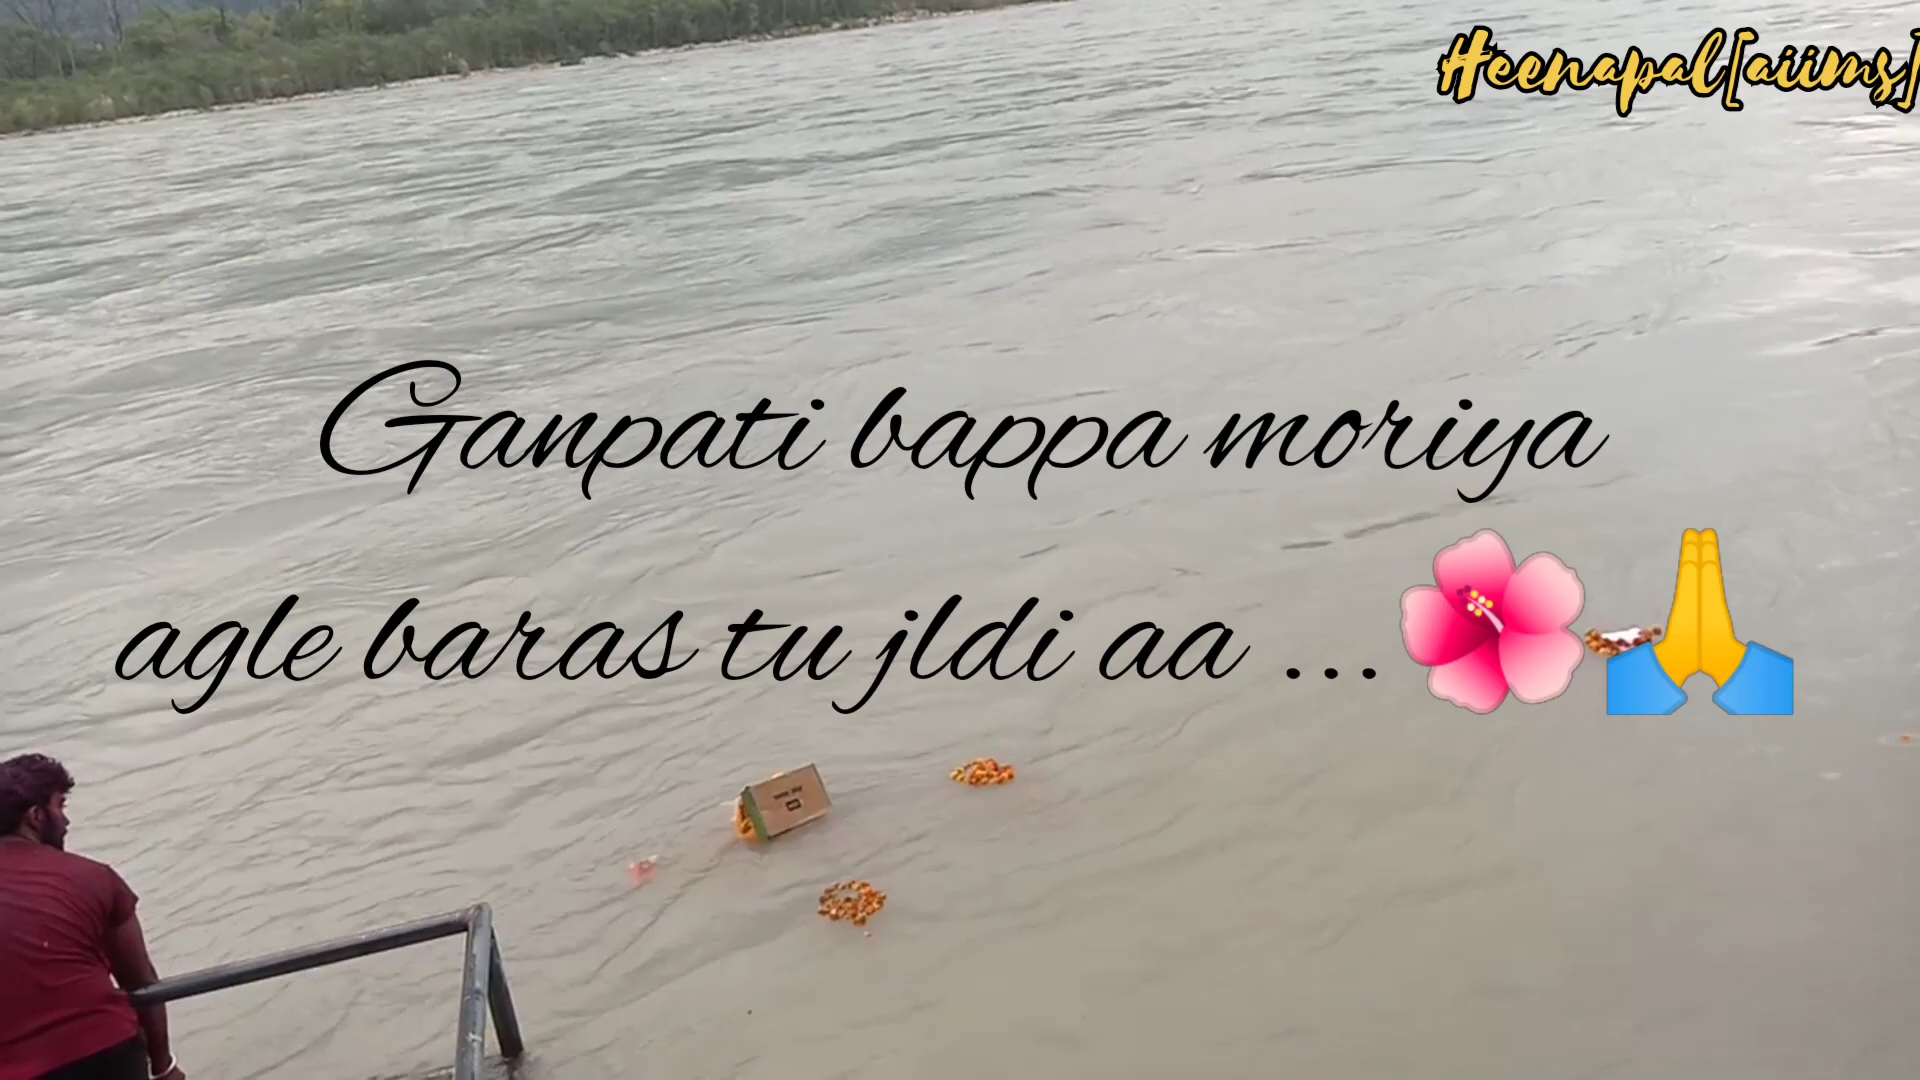 Heenapal[aiims]
Ganpati bappa moriya
agle baras tu jldi aa ...🌺🙏